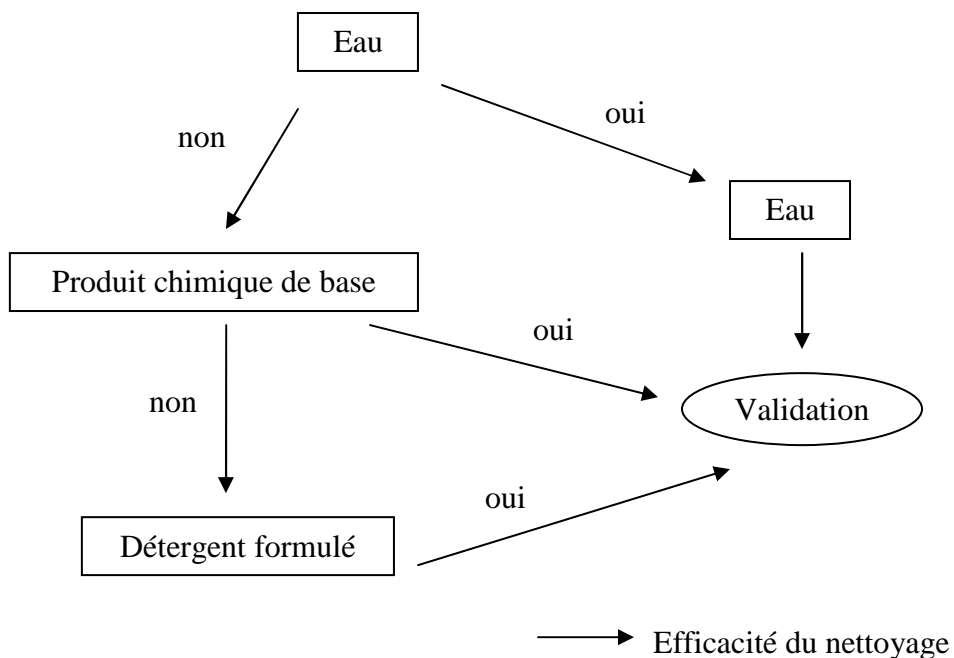 Eau
oui
non
Eau
Produit chimique de base
oui
non
Validation
oui
Détergent formulé
Efficacité du nettoyage